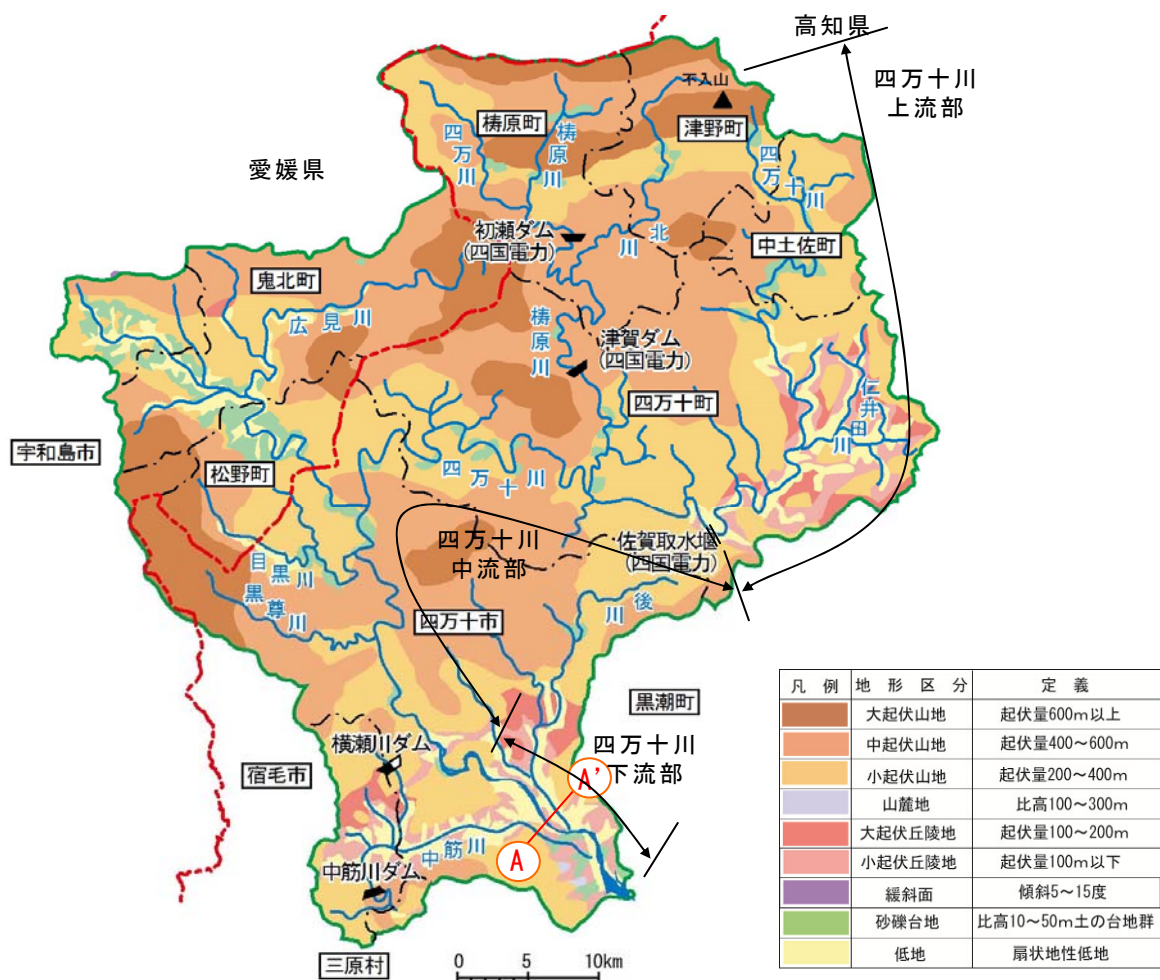 高知県
四万十川
上流部
不入山
梼原町
津野町
四万川
梼原川
四万十川
愛媛県
初瀬ダム
(四国電力)
北川
中土佐町
鬼北町
広見川
梼原川
津賀ダム
(四国電力)
四万十町
仁井田川
宇和島市
松野町
四万十川
四万十川
中流部
佐賀取水堰
(四国電力)
目黒川
黒尊川
後川
四万十市
黒潮町
四万十川
下流部
横瀬川ダム
宿毛市
A'
A
中筋川
中筋川ダム
三原村
0 5 10km
凡例 地形区分 定義
大起伏山地 起伏量600m以上
中起伏山地 起伏量400～600m
小起伏山地 起伏量200～400m
山麓地 比高100～300m
大起伏丘陵地 起伏量100～200m
小起伏丘陵地 起伏量100m以下
緩斜面 傾斜5～15度
砂礫台地 比高10～50m土の台地群
低地 扇状地性低地